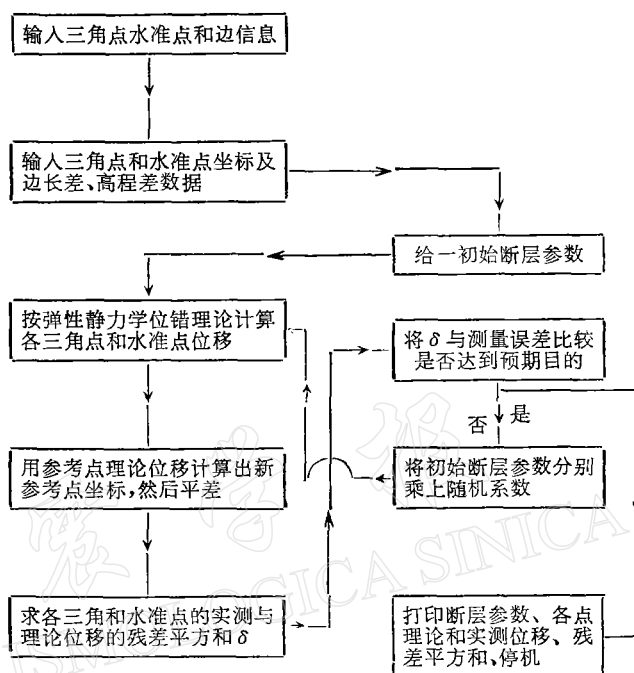 输入三角点水准点和边信息
输入三角点和水准点坐标及
边长差、高程差数据
给一初始断层参数
按弹性静力学位错理论计算
各三角点和水准点位移
将δ与测量误差比较
是否达到预期目的
否 是
用参考点理论位移计算出新
参考点坐标,然后平差
将初始断层参数分别
乘上随机系数
求各三角和水准点的实测与
理论位移的残差平方和δ
打印断层参数、各点
理论和实测位移、残
差平方和、停机
震学报
ISMOLOGICA SINICA